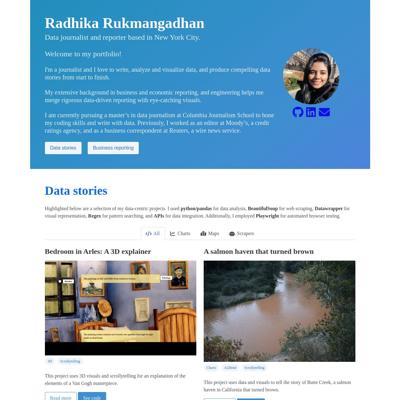 Radhika Rukmangadhan
Data journalist and reporter based in New York City.
Welcome to my portfolio!
I'm a journalist and I love to write, analyze and visualize data, and produce compelling data
stories from start to finish.
My extensive background in business and economic reporting, and engineering helps me
merge rigorous data-driven reporting with eye-catching visuals.
I am currently pursuing a master's in data journalism at Columbia Journalism School to hone
my coding skills and write with data. Previously, I worked as an editor at Moody's, a credit
ratings agency, and as a business correspondent at Reuters, a wire news service.
Data stories
Business reporting
Data stories
Highlighted below are a selection of my data-centric projects. I used python/pandas for data analysis, BeautifulSoup for web scraping, Datawrapper for
visual representation, Regex for pattern searching, and APIs for data integration. Additionally, I employed Playwright for automated browser testing.
All
Charts
Maps
Scrapers
Bedroom in Arles: A 3D explainer
A salmon haven that turned brown
3D
Scrollytelling
Charts
AI2html
Scrollytelling
This project uses 3D visuals and scrollytelling for an explanation of the
elements of a Van Gogh masterpiece.
This project uses data and visuals to tell the story of Butte Creek, a salmon
haven in California that turned brown.
Read more
See code